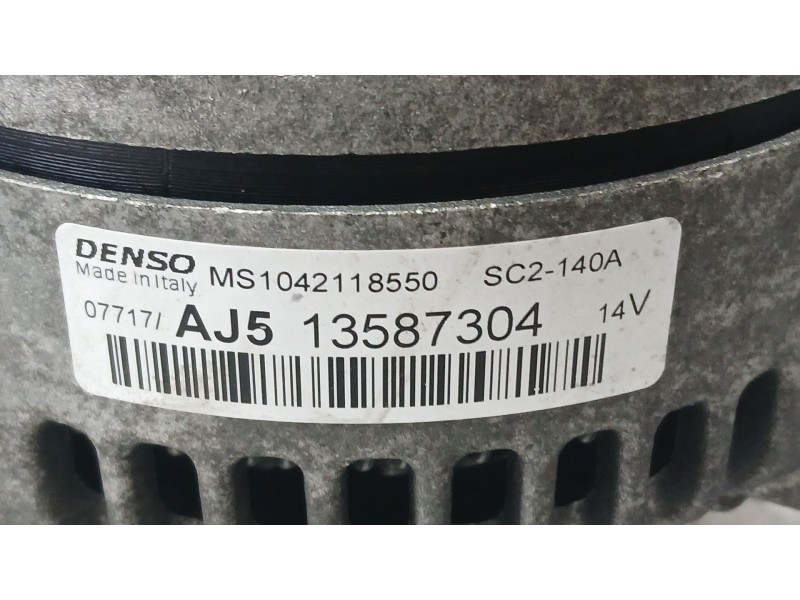 DENSO MS1042118550 SC2-140A
Made in Italy
07717/ AJ5 13587304 14V